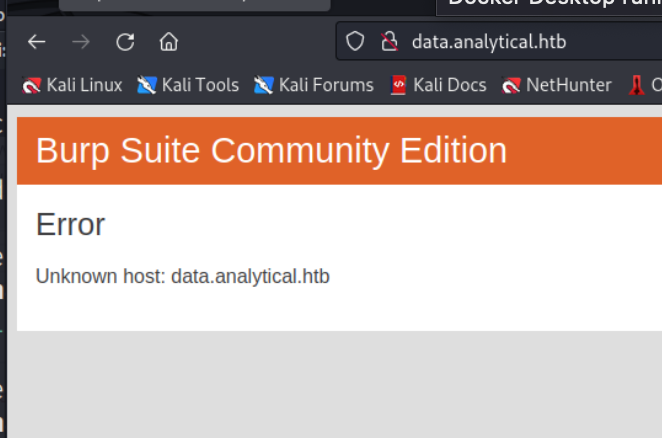 Docker Desktop
data.analytical.htb
Kali Linux Kali Tools Kali Forums Kali Docs NetHunter
Burp Suite Community Edition
Error
Unknown host: data.analytical.htb